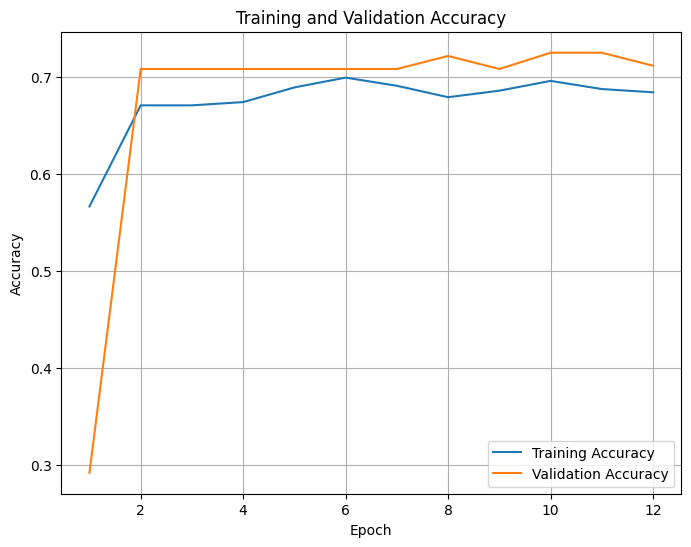 Training and Validation Accuracy
0.7
0.6
0.5
0.4
0.3
Accuracy
2
4
6
8
10
12
Epoch
Training Accuracy
Validation Accuracy